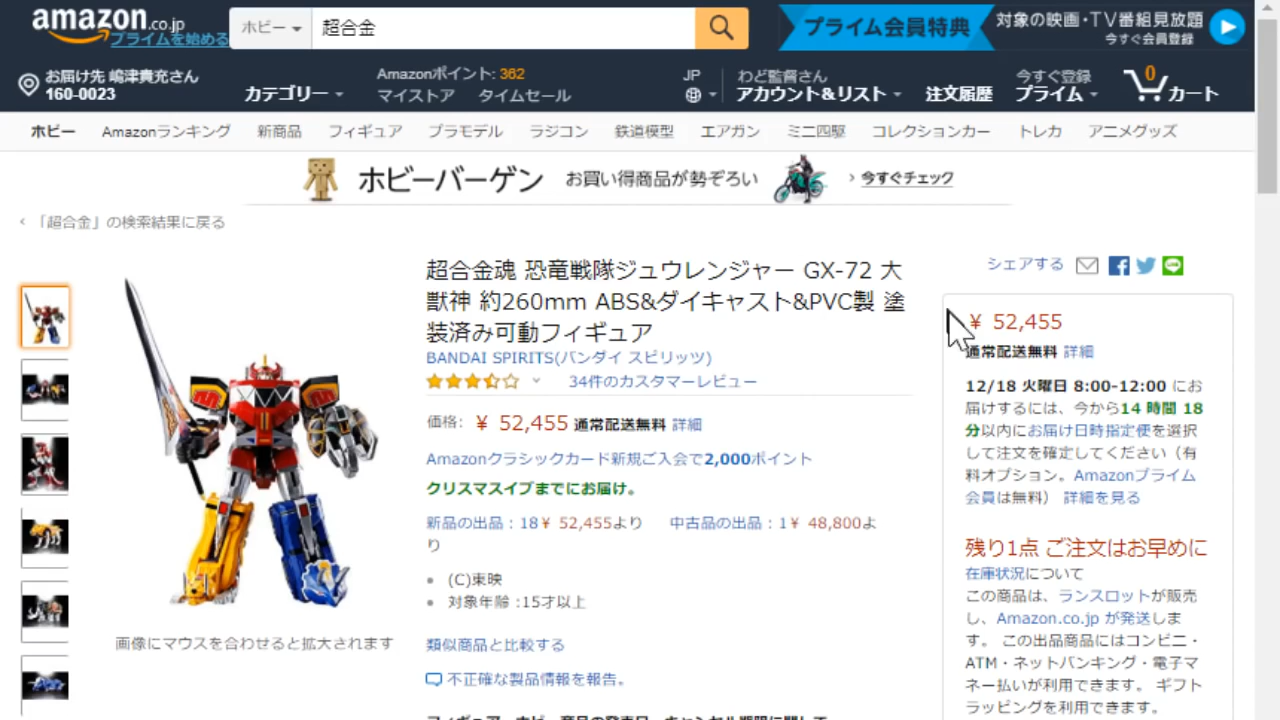 amazon.co.jp
プライムを始める
ホビー
超合金
プライム会員特典
対象の映画・TV番組見放題
今すぐ会員登録
お届け先 嶋津貴充さん
160-0023
カテゴリー
Amazonポイント: 362
マイストア タイムセール
JP
わど監督さん
アカウント&リスト
注文履歴
今すぐ登録
プライム
0
カート
ホビー Amazonランキング 新商品 フィギュア プラモデル ラジコン 鉄道模型 エアガン ミニ四駆 コレクションカー トレカ アニメグッズ
ホビーバーゲン お買い得商品が勢ぞろい › 今すぐチェック
‹ 「超合金」の検索結果に戻る
画像にマウスを合わせると拡大されます
超合金魂 恐竜戦隊ジュウレンジャー GX-72 大
獣神 約260mm ABS&ダイキャスト&PVC製 塗
装済み可動フィギュア
BANDAI SPIRITS(バンダイ スピリッツ)
34件のカスタマーレビュー
価格: ¥ 52,455 通常配送無料 詳細
Amazonクラシックカード新規ご入会で2,000ポイント
クリスマスイブまでにお届け。
新品の出品：18¥ 52,455より 中古品の出品：1¥ 48,800よ
り
(C)東映
対象年齢 :15才以上
類似商品と比較する
不正確な製品情報を報告。
シェアする
¥ 52,455
通常配送無料 詳細
12/18 火曜日 8:00-12:00 にお
届けするには、今から14 時間 18
分以内にお届け日時指定便を選択
して注文を確定してください（有
料オプション。Amazonプライム
会員は無料） 詳細を見る
残り1点 ご注文はお早めに
在庫状況について
この商品は、ランスロットが販売
し、Amazon.co.jp が発送しま
す。 この出品商品にはコンビニ・
ATM・ネットバンキング・電子マ
ネー払いが利用できます。 ギフト
ラッピングを利用できます。